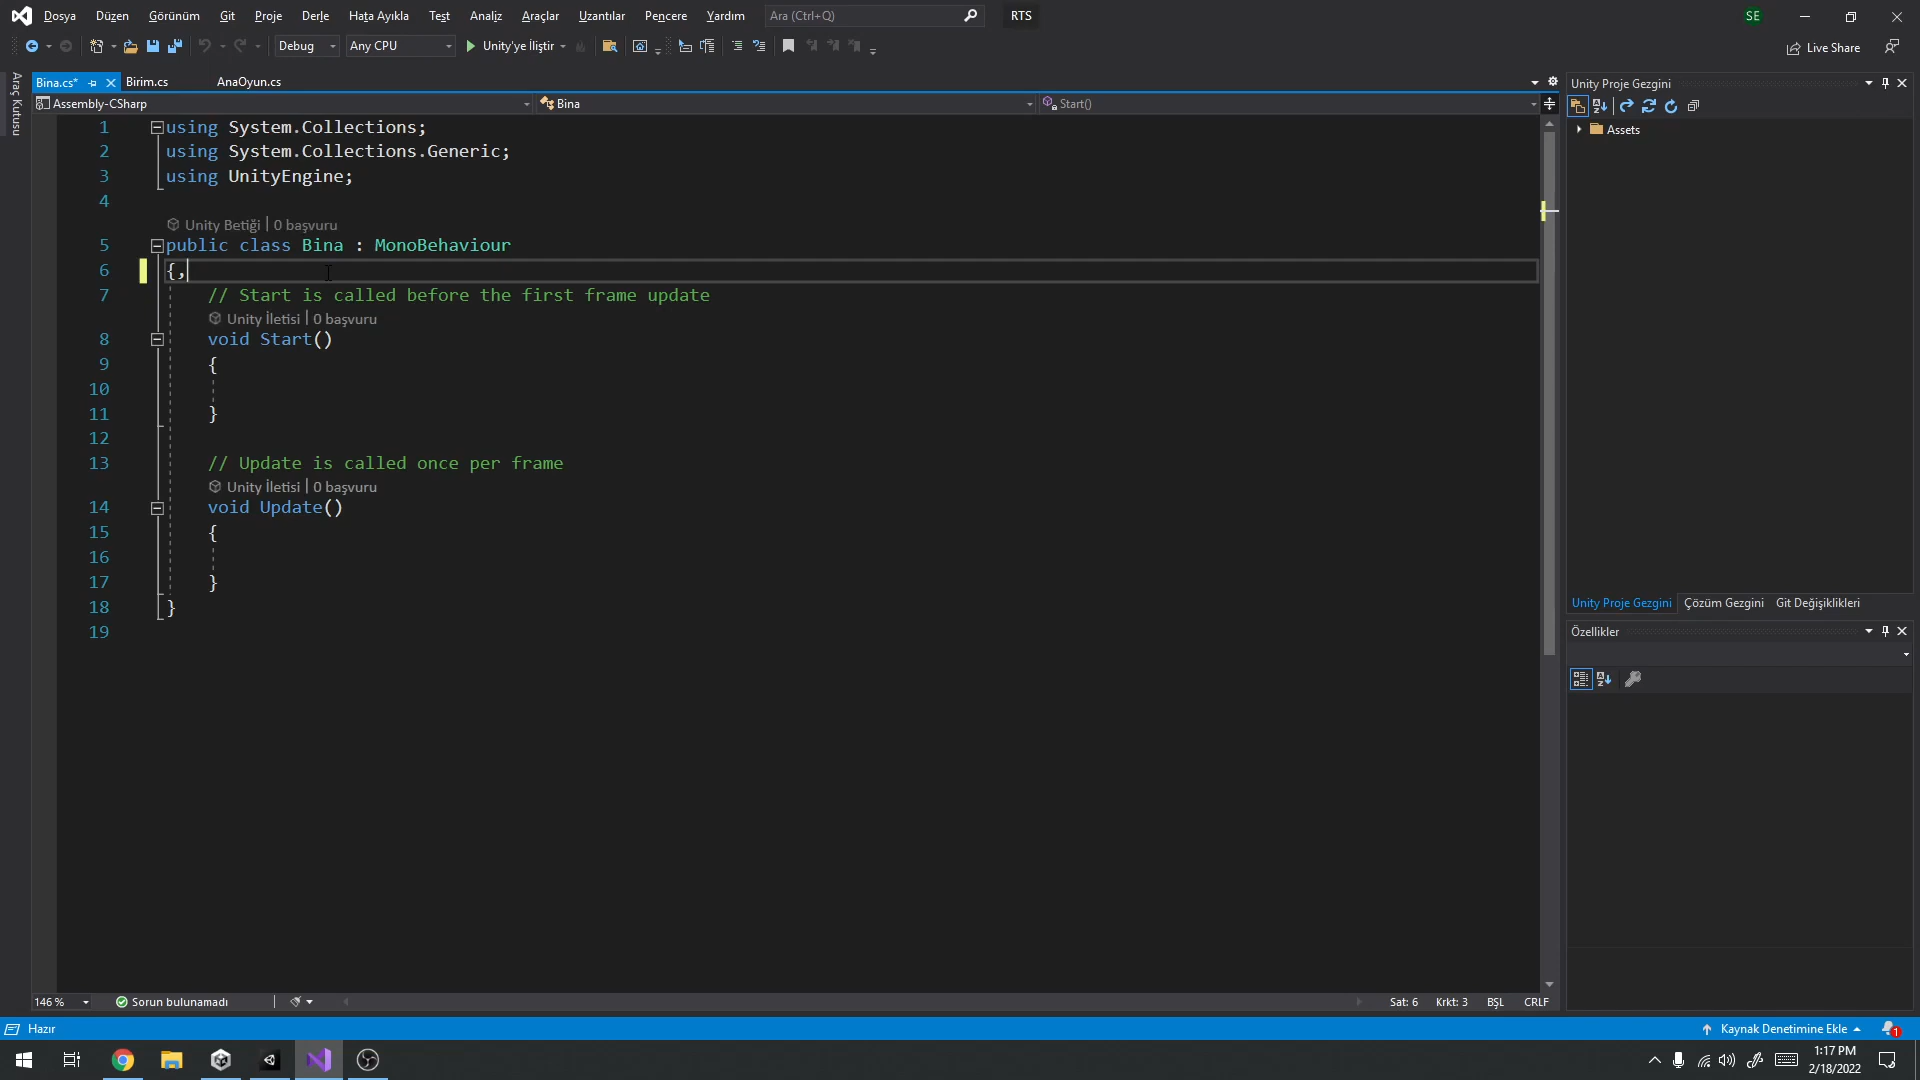 Dosya Düzen Görünüm Git Proje Derle Hata Ayıkla Test Analiz Araçlar Uzantılar Pencere Yardım Ara (Ctrl+Q) RTS SE
Debug Any CPU Unity'ye İliştir Live Share
Araç Kutusu
Bina.cs* Birim.cs AnaOyun.cs
Assembly-CSharp Bina Start()
1 using System.Collections;
2 using System.Collections.Generic;
3 using UnityEngine;
4
Unity Betiği | 0 başvuru
5 public class Bina : MonoBehaviour
6 {,
7 // Start is called before the first frame update
Unity İletisi | 0 başvuru
8 void Start()
9 {
10
11 }
12
13 // Update is called once per frame
Unity İletisi | 0 başvuru
14 void Update()
15 {
16
17 }
18 }
19
Unity Proje Gezgini
Assets
Unity Proje Gezgini Çözüm Gezgini Git Değişiklikleri
Özellikler
146 % Sorun bulunamadı Sat: 6 Krkt: 3 BŞL CRLF
Hazır Kaynak Denetimine Ekle 1
1:17 PM
2/18/2022